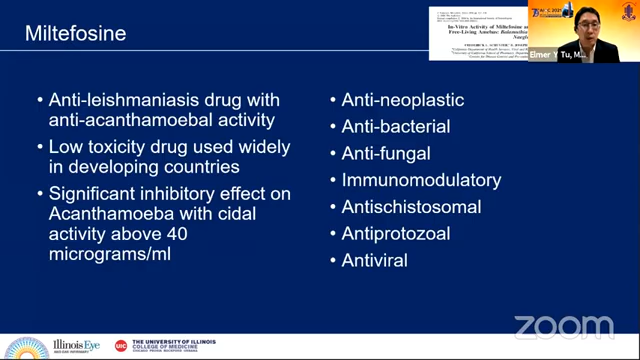 Miltefosine
In-Vitro Activity of Miltefosine
Free-Living Amebae: Balamuthia
Elmer Y. Tu, M...
• Anti-leishmaniasis drug with
anti-acanthamoebal activity
• Low toxicity drug used widely
in developing countries
• Significant inhibitory effect on
Acanthamoeba with cidal
activity above 40
micrograms/ml
• Anti-neoplastic
• Anti-bacterial
• Anti-fungal
• Immunomodulatory
• Antischistosomal
• Antiprotozoal
• Antiviral
Illinois Eye
UIC
THE UNIVERSITY OF ILLINOIS
COLLEGE OF MEDICINE
zoom